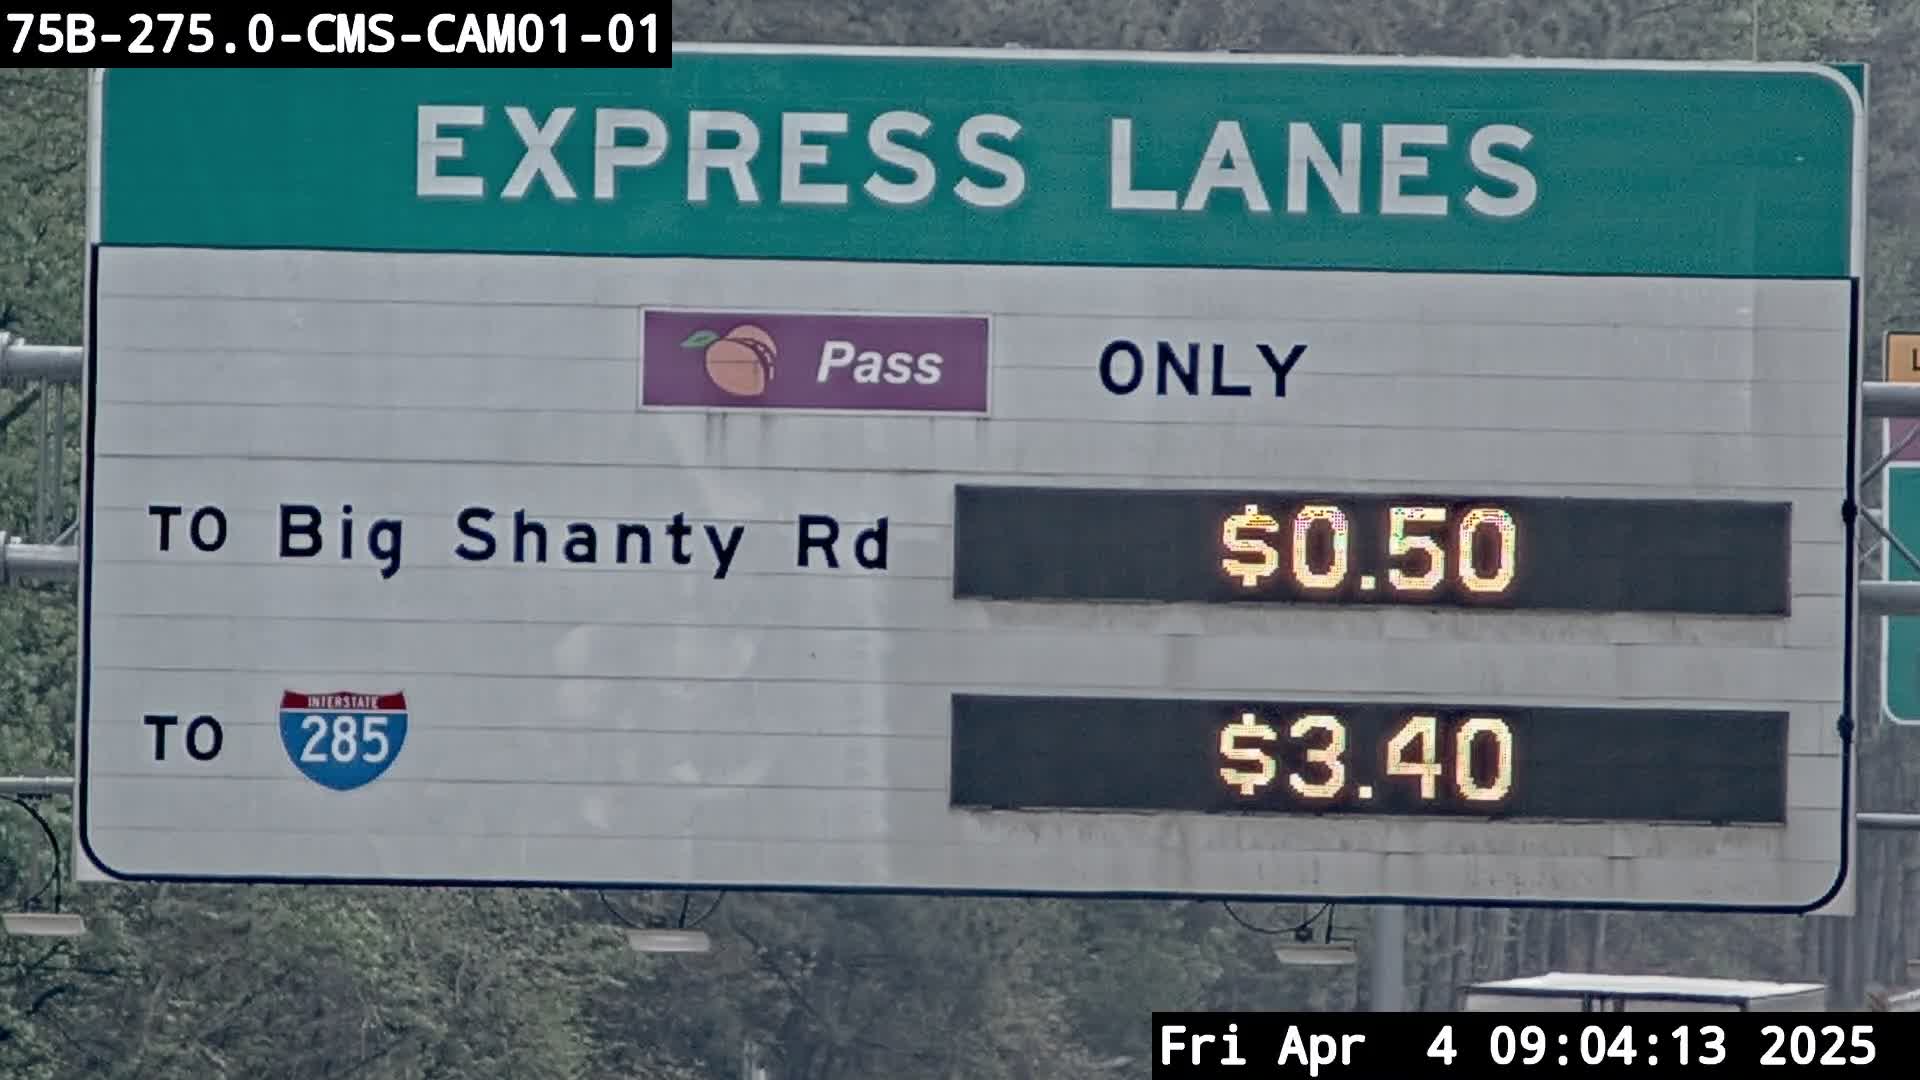 75B-275.0-CMS-CAM01-01
EXPRESS LANES
Pass ONLY
TO Big Shanty Rd $0.50
INTERSTATE
TO 285 $3.40
Fri Apr 4 09:04:13 2025